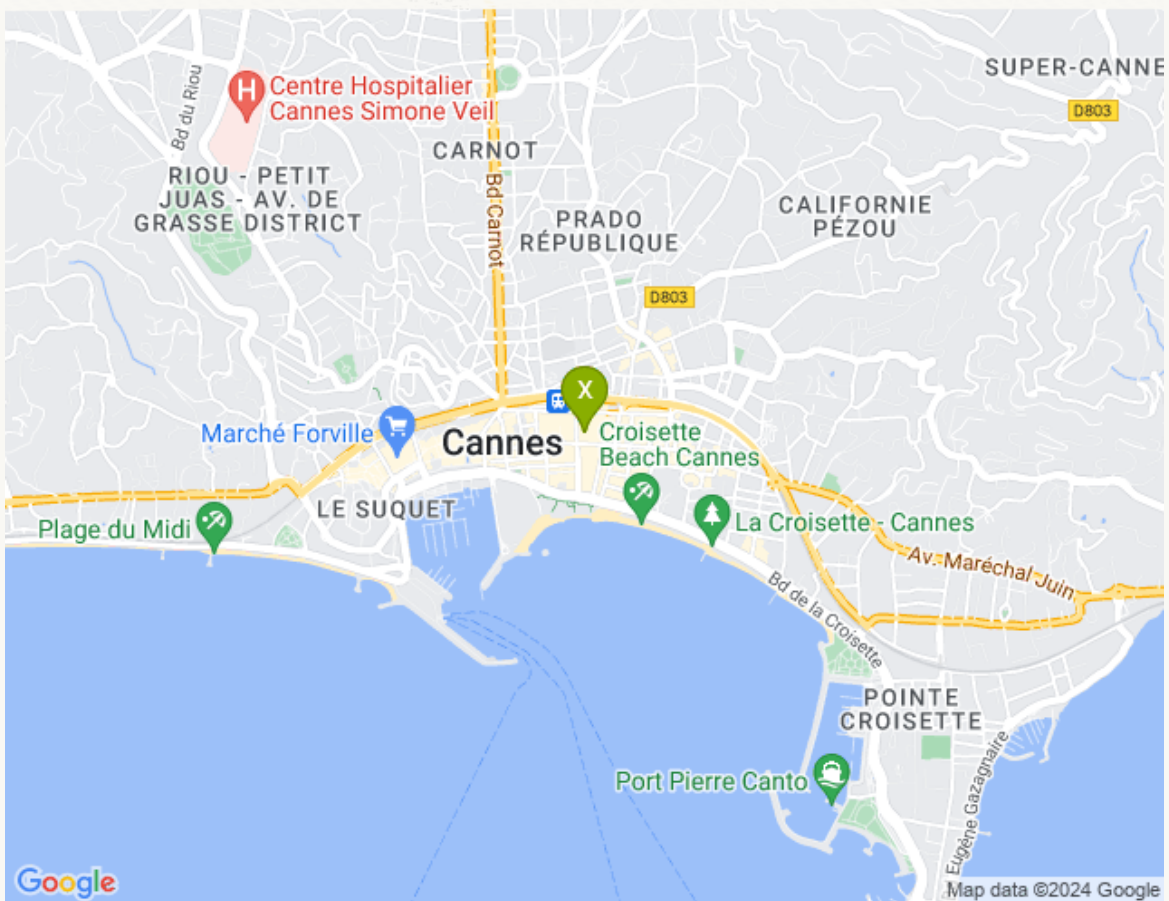 SUPER-CANNE
D803
Centre Hospitalier
Cannes Simone Veil
H
Bd du Riou
CARNOT
RIOU - PETIT
JUAS - AV. DE
GRASSE DISTRICT
Bd Carnot
PRADO
RÉPUBLIQUE
CALIFORNIE
PÉZOU
D803
X
Marché Forville
Cannes
Croisette
Beach Cannes
LE SUQUET
Plage du Midi
La Croisette - Cannes
Av. Maréchal Juin
Bd de la Croisette
POINTE
CROISETTE
Port Pierre Canto
Eugène Gazagnaire
Google
Map data ©2024 Google